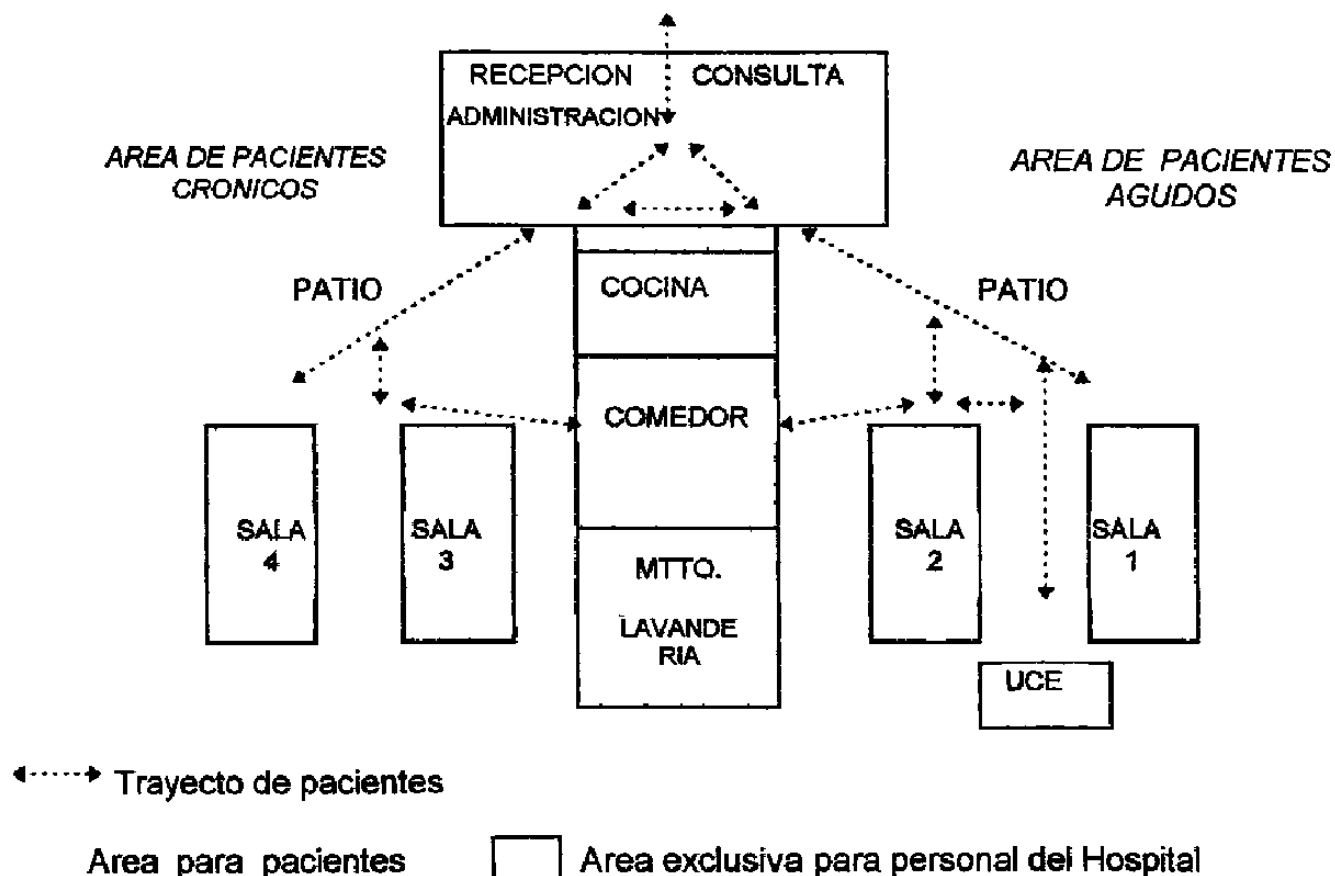 RECEPCION CONSULTA
ADMINISTRACION
AREA DE PACIENTES
CRONICOS
AREA DE PACIENTES
AGUDOS
PATIO
COCINA
PATIO
COMEDOR
SALA
4
SALA
3
SALA
2
SALA
1
MTTO.
LAVANDE
RIA
UCE
Trayecto de pacientes
Area para pacientes
Area exclusiva para personal del Hospital